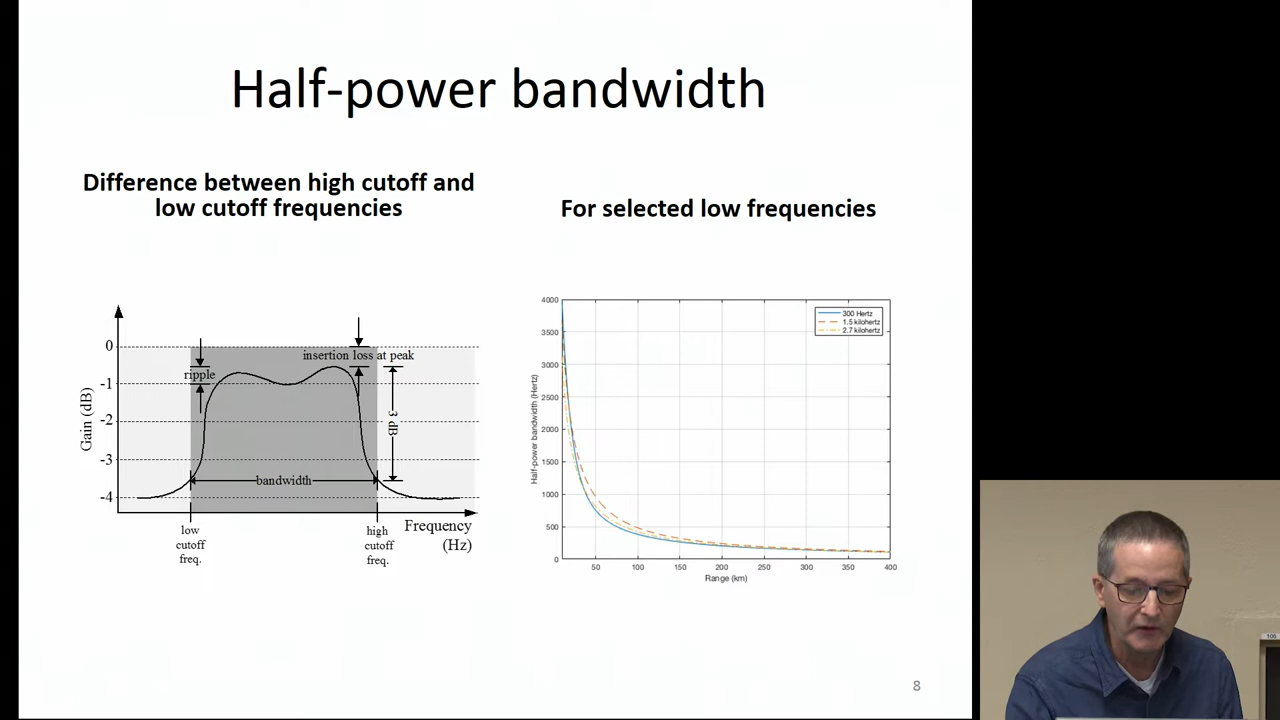 Half-power bandwidth
Difference between high cutoff and
low cutoff frequencies
For selected low frequencies
0
-1
-2
-3
-4
Gain (dB)
ripple
insertion loss at peak
3 dB
bandwidth
low
cutoff
freq.
high
cutoff
freq.
Frequency
(Hz)
4000
3500
3000
2500
2000
1500
1000
500
0
Half-power bandwidth (Hertz)
300 Hertz
1.5 kilohertz
2.7 kilohertz
50 100 150 200 250 300 350 400
Range (km)
8
106